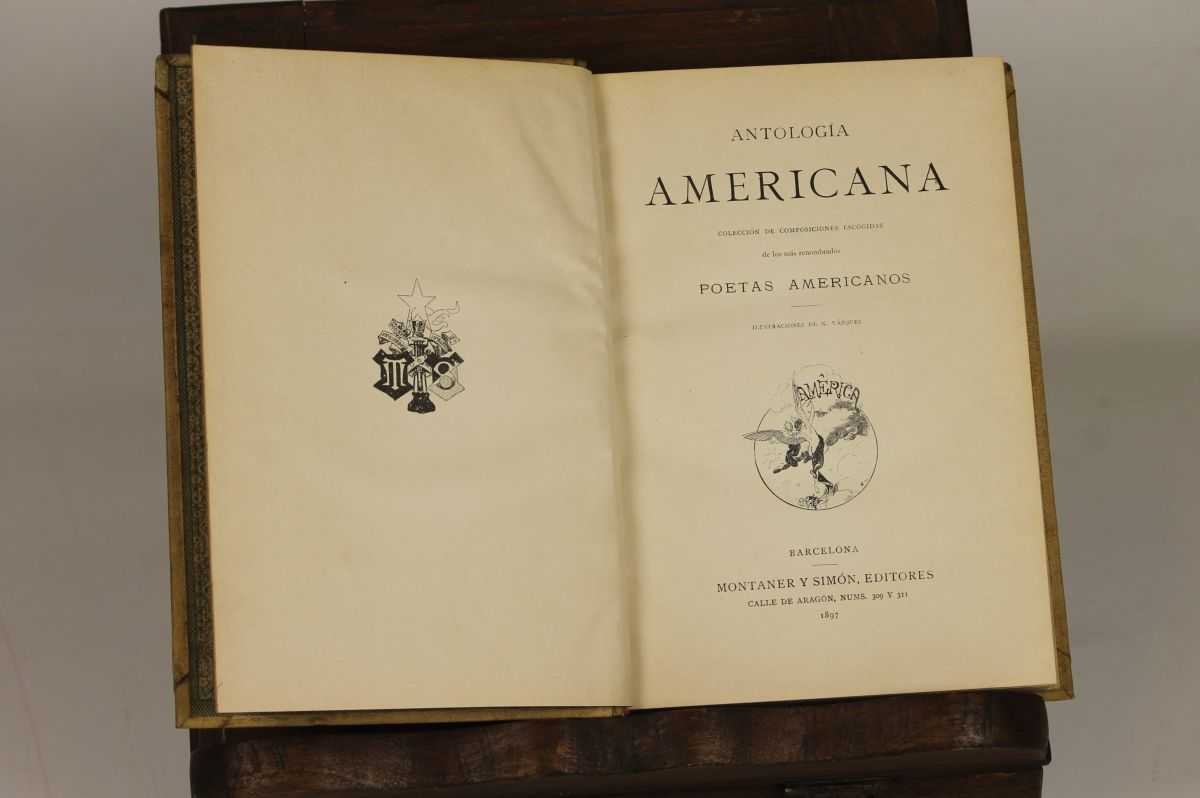 M S
ANTOLOGÍA
AMERICANA
COLECCIÓN DE COMPOSICIONES ESCOGIDAS
de los más renombrados
POETAS AMERICANOS
ILUSTRACIONES DE N. VÁZQUEZ
AMÉRICA
BARCELONA
MONTANER Y SIMÓN, EDITORES
CALLE DE ARAGÓN, NUMS. 309 Y 311
1897